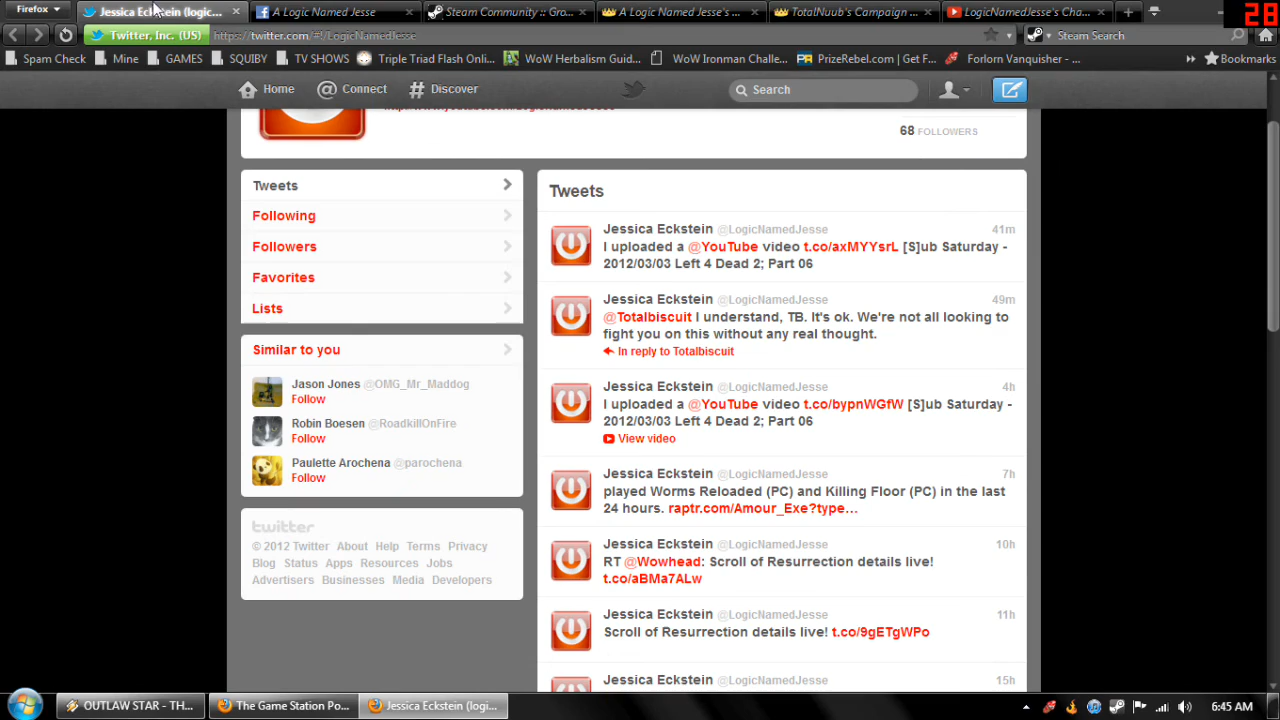 Firefox
Jessica Eckstein (logic...
A Logic Named Jesse
Steam Community :: Gro...
A Logic Named Jesse's ...
TotalNuub's Campaign ...
LogicNamedJesse's Cha...
28
Twitter, Inc. (US)
https://twitter.com/#!/LogicNamedJesse
Steam Search
Spam Check
Mine
GAMES
SQUIBY
TV SHOWS
Triple Triad Flash Onlin...
WoW Herbalism Guid...
WoW Ironman Challe...
PrizeRebel.com | Get F...
Forlorn Vanquisher - ...
Bookmarks
Home
Connect
Discover
Search
68 FOLLOWERS
Tweets
Following
Followers
Favorites
Lists
Similar to you
Jason Jones @OMG_Mr_Maddog
Follow
Robin Boesen @RoadkillOnFire
Follow
Paulette Arochena @parochena
Follow
twitter
© 2012 Twitter About Help Terms Privacy
Blog Status Apps Resources Jobs
Advertisers Businesses Media Developers
Tweets
Jessica Eckstein @LogicNamedJesse 41m
I uploaded a @YouTube video t.co/axMYYsrL [S]ub Saturday -
2012/03/03 Left 4 Dead 2; Part 06
Jessica Eckstein @LogicNamedJesse 49m
@Totalbiscuit I understand, TB. It's ok. We're not all looking to
fight you on this without any real thought.
In reply to Totalbiscuit
Jessica Eckstein @LogicNamedJesse 4h
I uploaded a @YouTube video t.co/bypnWGfW [S]ub Saturday -
2012/03/03 Left 4 Dead 2; Part 06
View video
Jessica Eckstein @LogicNamedJesse 7h
played Worms Reloaded (PC) and Killing Floor (PC) in the last
24 hours. raptr.com/Amour_Exe?type...
Jessica Eckstein @LogicNamedJesse 10h
RT @Wowhead: Scroll of Resurrection details live!
t.co/aBMa7ALw
Jessica Eckstein @LogicNamedJesse 11h
Scroll of Resurrection details live! t.co/9gETgWPo
Jessica Eckstein @LogicNamedJesse 15h
OUTLAW STAR - TH...
The Game Station Po...
Jessica Eckstein (logi...
6:45 AM